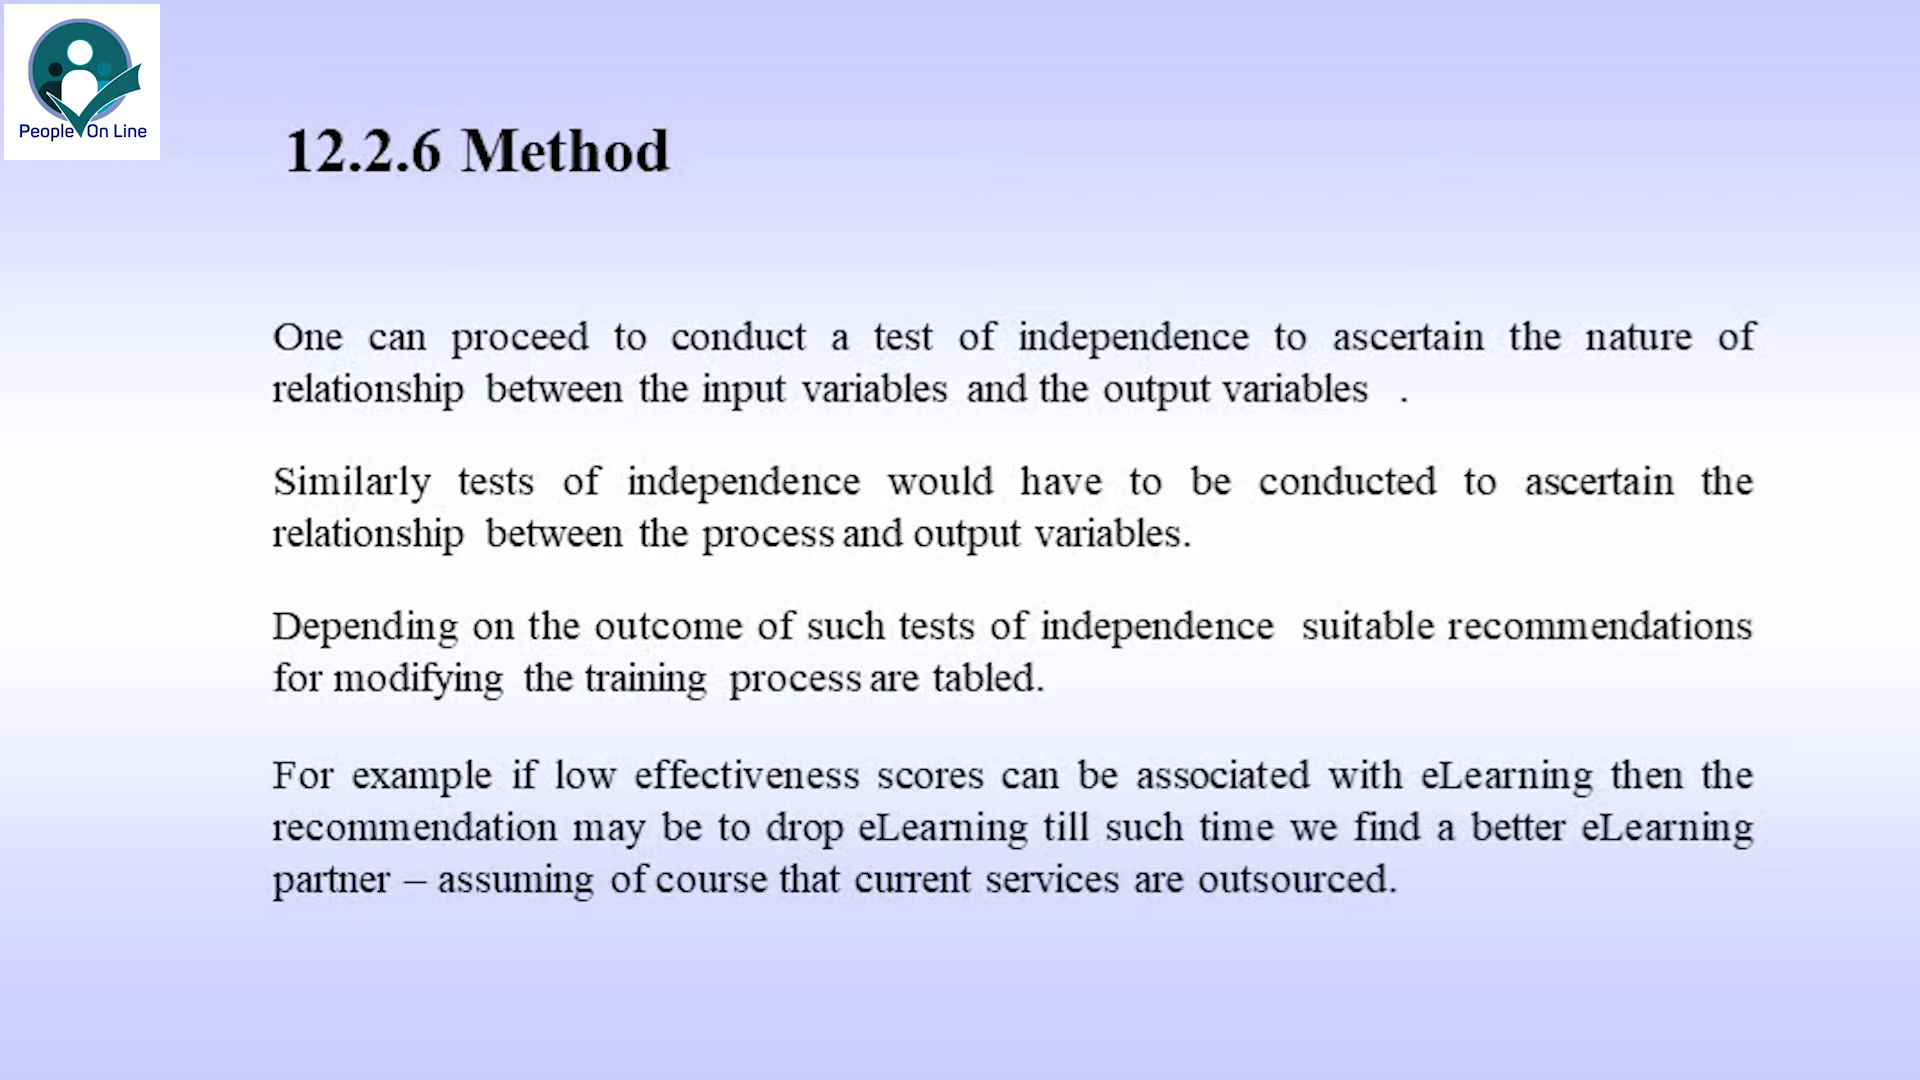 People On Line
12.2.6 Method
One can proceed to conduct a test of independence to ascertain the nature of
relationship between the input variables and the output variables .
Similarly tests of independence would have to be conducted to ascertain the
relationship between the process and output variables.
Depending on the outcome of such tests of independence suitable recommendations
for modifying the training process are tabled.
For example if low effectiveness scores can be associated with eLearning then the
recommendation may be to drop eLearning till such time we find a better eLearning
partner – assuming of course that current services are outsourced.